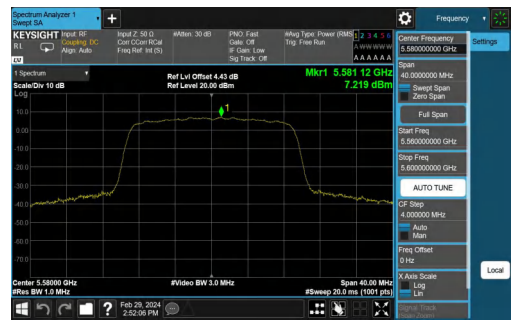 Spectrum Analyzer 1
Swept SA
Frequency
KEYSIGHT
RL
Input: RF
Coupling: DC
Align: Auto
Input Z: 50 Ω
Corr CCorr RCal
Freq Ref: Int (S)
#Atten: 30 dB
PNO: Fast
Gate: Off
IF Gain: Low
Sig Track: Off
#Avg Type: Power (RMS
Trig: Free Run
1 2 3 4 5 6
A W W W W W
A A A A A A
LV
1 Spectrum
Scale/Div 10 dB
Log
Ref Lvl Offset 4.43 dB
Ref Level 20.00 dBm
Mkr1 5.581 12 GHz
7.219 dBm
1
10.0
0.00
-10.0
-20.0
-30.0
-40.0
-50.0
-60.0
-70.0
Center 5.5800 GHz
#Res BW 1.0 MHz
#Video BW 3.0 MHz
Span 40.00 MHz
#Sweep 20.0 ms (1001 pts)
Feb 29, 2024
2:52:06 PM
Center Frequency
5.580000000 GHz
Settings
Span
40.0000000 MHz
Swept Span
Zero Span
Full Span
Start Freq
5.560000000 GHz
Stop Freq
5.600000000 GHz
AUTO TUNE
CF Step
4.000000 MHz
Auto
Man
Freq Offset
0 Hz
X Axis Scale
Log
Lin
Local
Signal Track